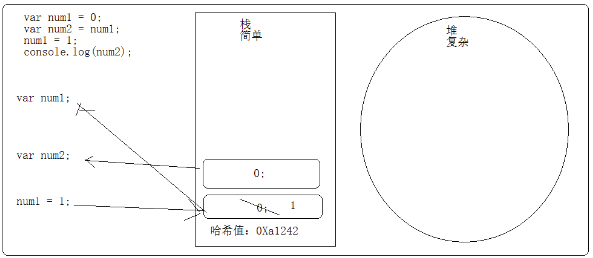 var num1 = 0;
var num2 = num1;
num1 = 1;
console.log(num2);
栈
简单
堆
复杂
var num1;
var num2;
0;
num1 = 1;
0;
1
哈希值：0Xa1242